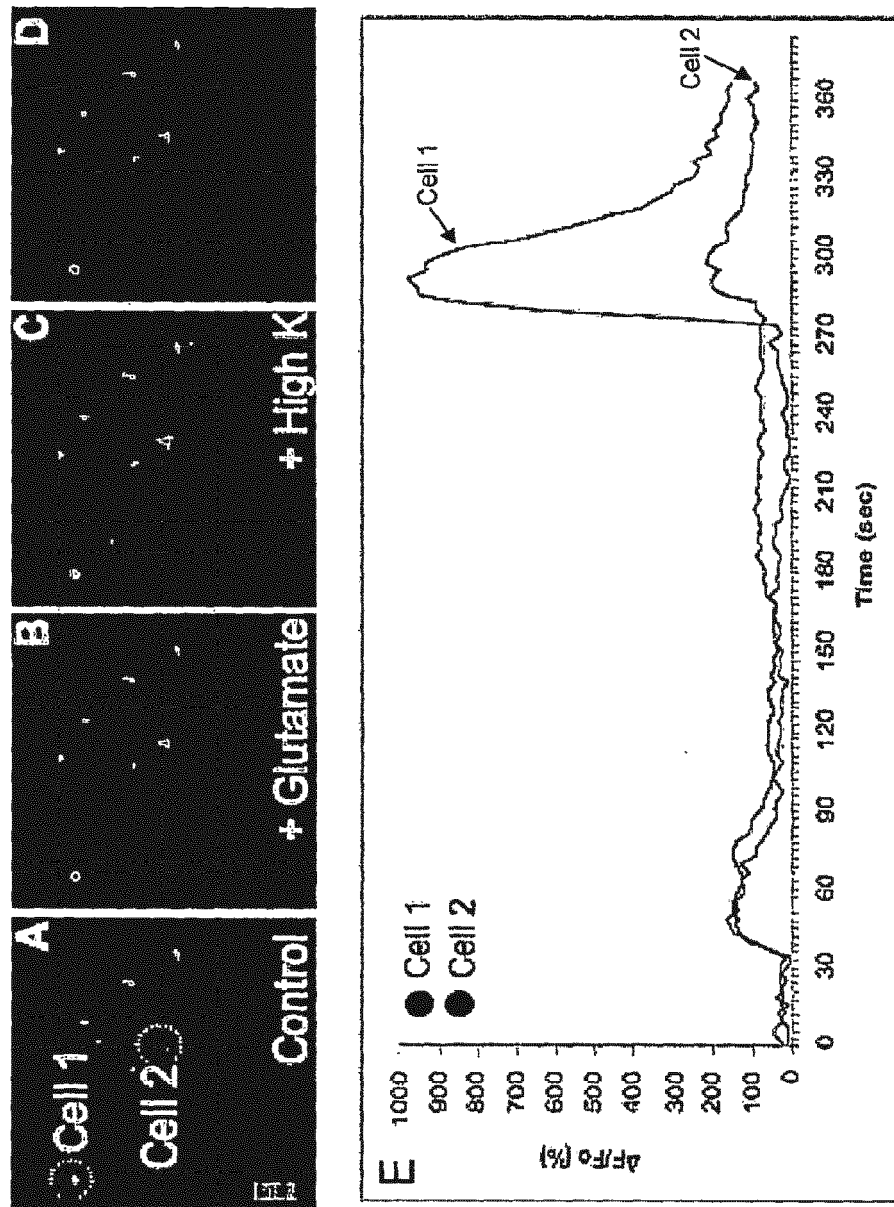 A
Cell 1
Cell 2
Control
B
+ Glutamate
C
+ High K
D
E
Cell 1
Cell 2
Cell 1
Cell 2
ΔF/Fo (%)
1000
900
800
700
600
500
400
300
200
100
0
0 30 60 90 120 150 180 210 240 270 300 330 360
Time (sec)